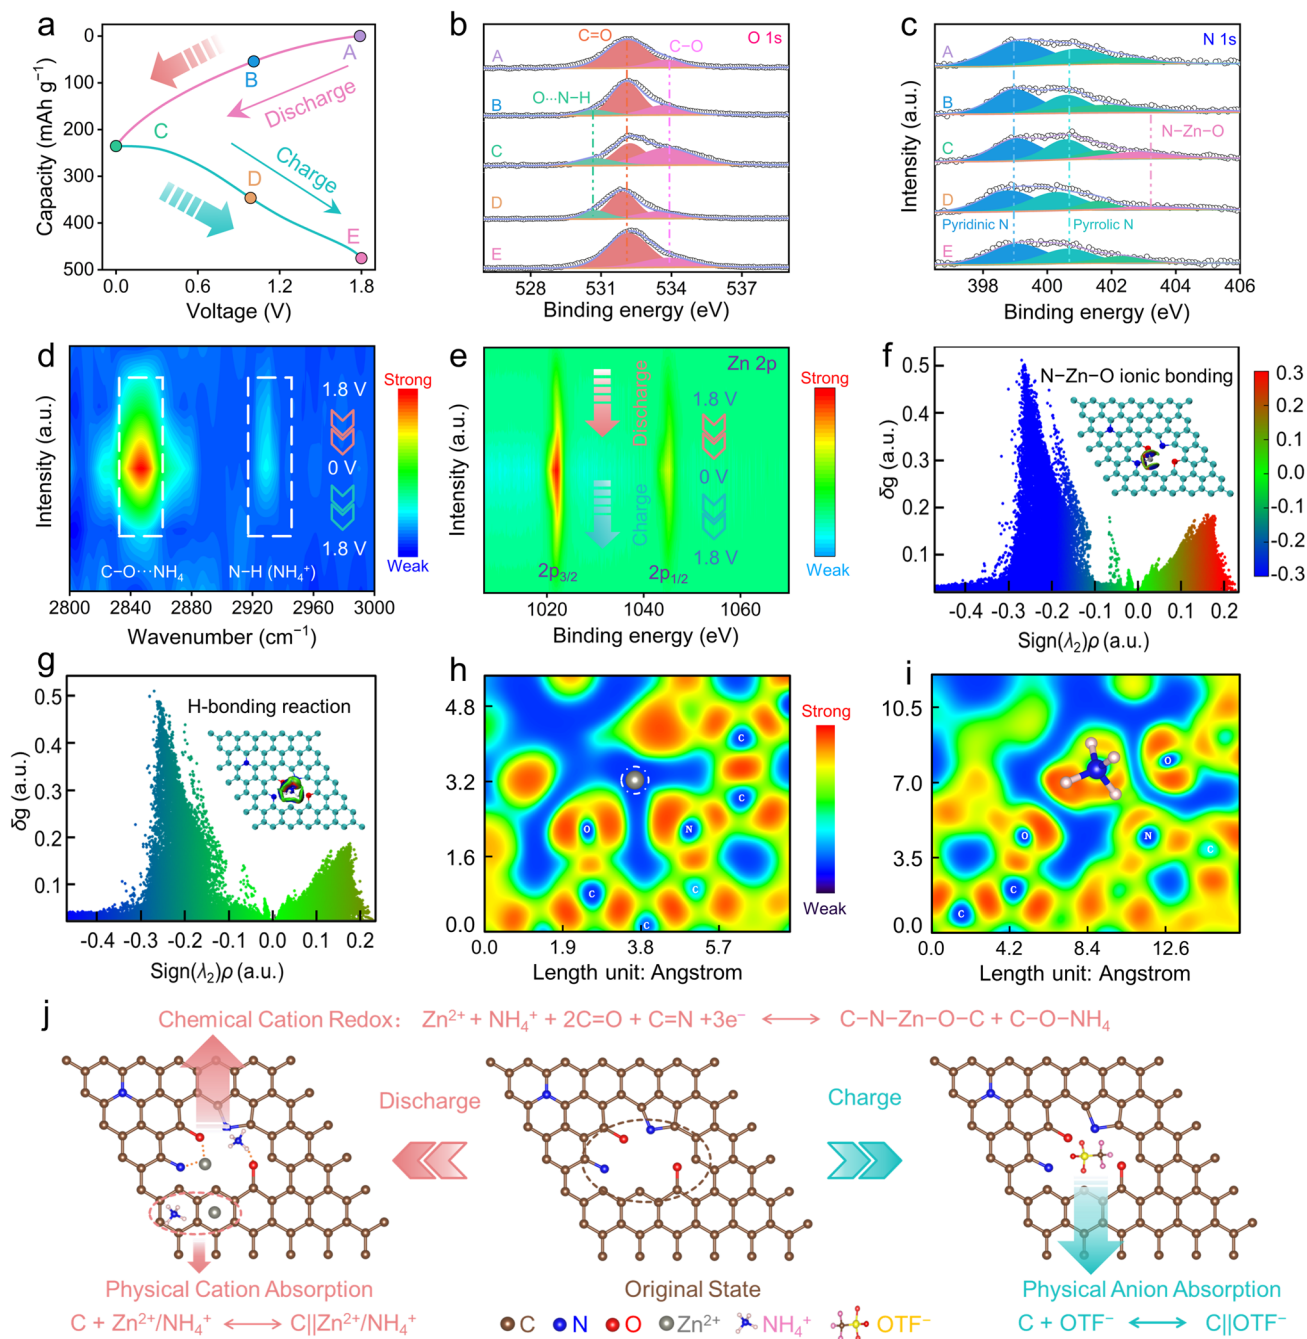 a
0
100
200
300
400
500
Capacity (mAh g⁻¹)
0.0
0.6
1.2
1.8
Voltage (V)
A
B
C
D
E
Discharge
Charge
b
O 1s
C=O
C−O
O···N−H
A
B
C
D
E
528
531
534
537
Intensity (a.u.)
Binding energy (eV)
c
N 1s
A
B
C
D
E
N−Zn−O
Pyridinic N
Pyrrolic N
398
400
402
404
406
Intensity (a.u.)
Binding energy (eV)
d
1.8 V
0 V
1.8 V
C−O···NH₄
N−H (NH₄⁺)
Strong
Weak
2800
2840
2880
2920
2960
3000
Intensity (a.u.)
Wavenumber (cm⁻¹)
e
Zn 2p
Discharge
Charge
1.8 V
0 V
1.8 V
2p₃/₂
2p₁/₂
Strong
Weak
1020
1040
1060
Intensity (a.u.)
Binding energy (eV)
f
N−Zn−O ionic bonding
0.5
0.4
0.3
0.2
0.1
δg (a.u.)
-0.4
-0.3
-0.2
-0.1
0.0
0.1
0.2
Sign(λ₂)ρ (a.u.)
0.3
0.2
0.1
0.0
-0.1
-0.2
-0.3
g
H-bonding reaction
0.5
0.4
0.3
0.2
0.1
δg (a.u.)
-0.4
-0.3
-0.2
-0.1
0.0
0.1
0.2
Sign(λ₂)ρ (a.u.)
h
4.8
3.2
1.6
0.0
0.0
1.9
3.8
5.7
Length unit: Angstrom
C
C
O
N
C
C
C
Strong
Weak
i
10.5
7.0
3.5
0.0
0.0
4.2
8.4
12.6
Length unit: Angstrom
O
O
N
C
C
C
j
Chemical Cation Redox: Zn²⁺ + NH₄⁺ + 2C=O + C=N +3e⁻ ⟷ C−N−Zn−O−C + C−O−NH₄
Discharge
Charge
Physical Cation Absorption
C + Zn²⁺/NH₄⁺ ⟷ C||Zn²⁺/NH₄⁺
Original State
C N O Zn²⁺ NH₄⁺ OTF⁻
Physical Anion Absorption
C + OTF⁻ ⟷ C||OTF⁻